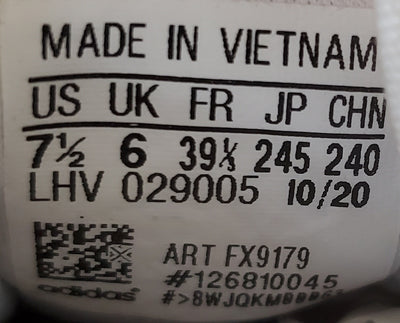 MADE IN VIETNAM
US UK FR JP CHN
7½ 6 39⅓ 245 240
LHV 029005 10/20
ART FX9179
#126810045
adidas